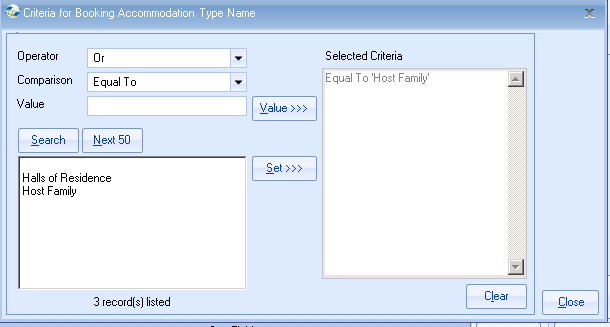 Criteria for Booking Accommodation Type Name
Operator
Or
Selected Criteria
Comparison
Equal To
Equal To 'Host Family'
Value
Value >>>
Search
Next 50
Set >>>
Halls of Residence
Host Family
3 record(s) listed
Clear
Close